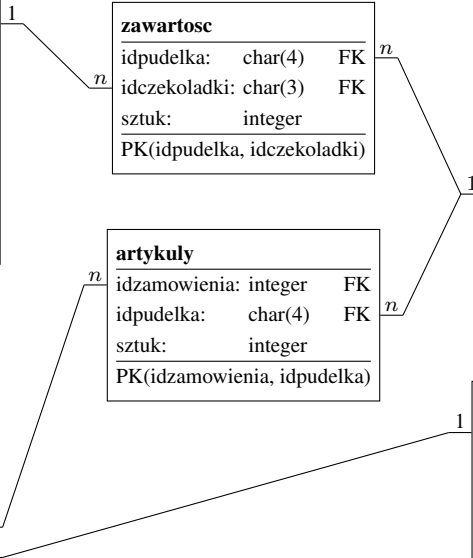 1
zawartosc
idpudelka: char(4) FK
n
idczekoladki: char(3) FK
n
sztuk: integer
PK(idpudelka, idczekoladki)
1
artykuly
idzamowienia: integer FK
n
idpudelka: char(4) FK
n
sztuk: integer
PK(idzamowienia, idpudelka)
1